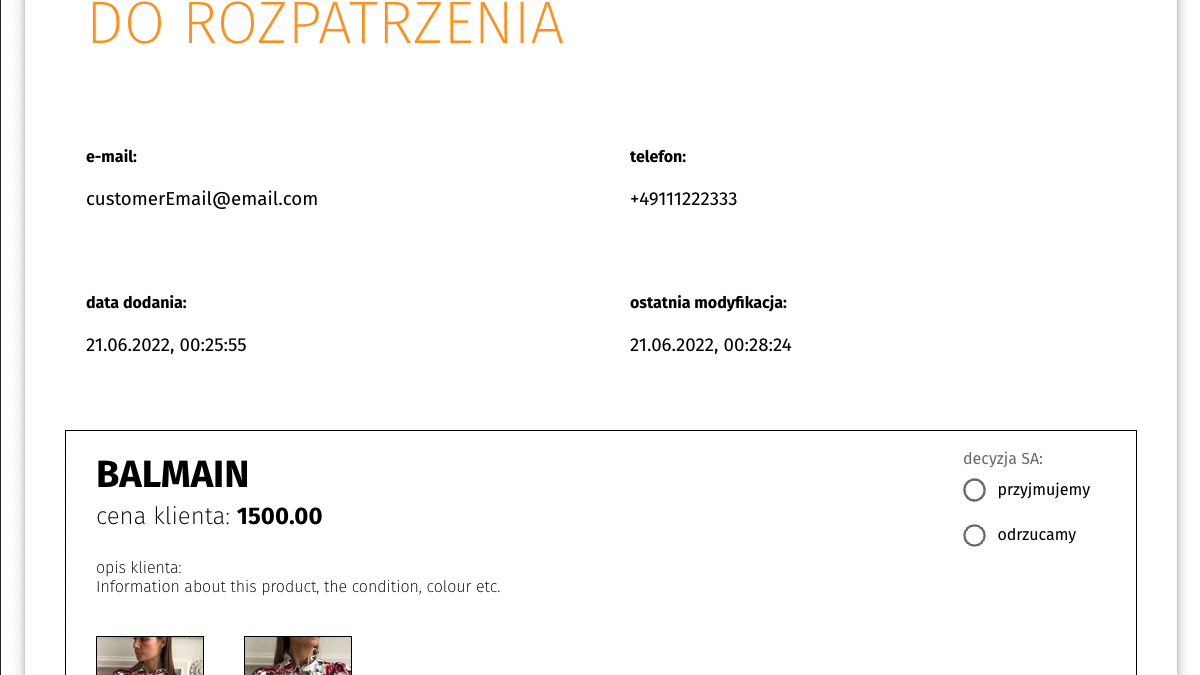 DO ROZPATRZENIA
e-mail:
customerEmail@email.com
telefon:
+49111222333
data dodania:
21.06.2022, 00:25:55
ostatnia modyfikacja:
21.06.2022, 00:28:24
BALMAIN
cena klienta: 1500.00
opis klienta:
Information about this product, the condition, colour etc.
decyzja SA:
przyjmujemy
odrzucamy